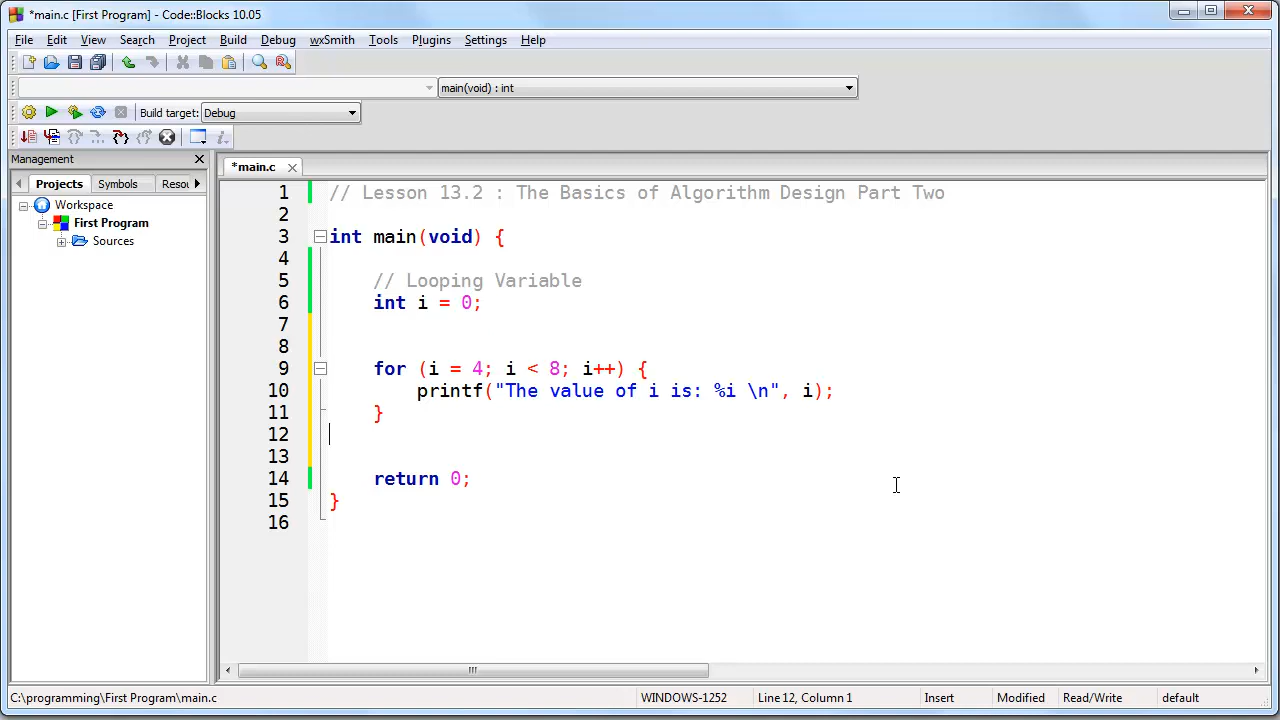 *main.c [First Program] - Code::Blocks 10.05
File Edit View Search Project Build Debug wxSmith Tools Plugins Settings Help
main(void) : int
Build target: Debug
Management
*main.c
Projects Symbols Resou
Workspace
First Program
Sources
1 // Lesson 13.2 : The Basics of Algorithm Design Part Two
2
3 int main(void) {
4
5 // Looping Variable
6 int i = 0;
7
8
9 for (i = 4; i < 8; i++) {
10 printf("The value of i is: %i \n", i);
11 }
12
13
14 return 0;
15 }
16
C:\programming\First Program\main.c WINDOWS-1252 Line 12, Column 1 Insert Modified Read/Write default